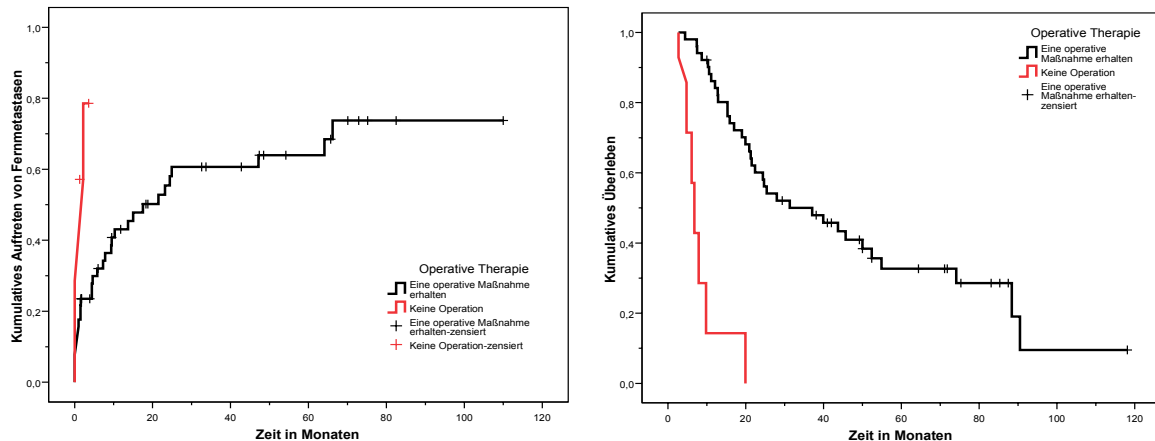 Kumulatives Auftreten von Fernmetastasen
1,0
0,8
0,6
0,4
0,2
0,0
0
20
40
60
80
100
120
Zeit in Monaten
Operative Therapie
Eine operative Maßnahme
erhalten
Keine Operation
Eine operative Maßnahme
erhalten-zensiert
Keine Operation-zensiert
Kumulatives Überleben
1,0
0,8
0,6
0,4
0,2
0,0
0
20
40
60
80
100
120
Zeit in Monaten
Operative Therapie
Eine operative
Maßnahme erhalten
Keine Operation
Eine operative
Maßnahme erhalten-
zensiert